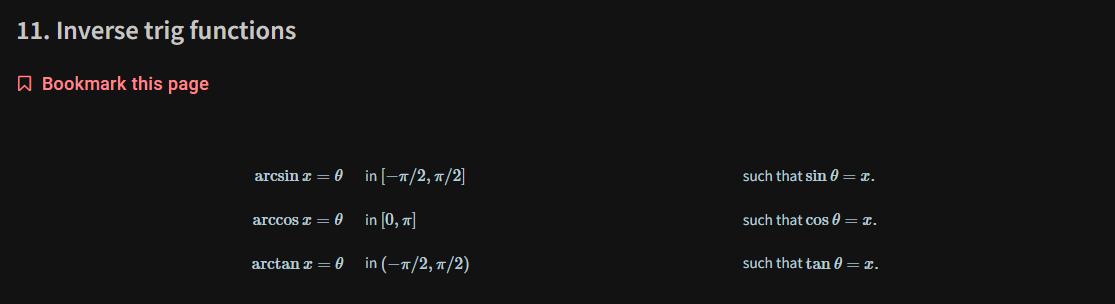 11. Inverse trig functions
Bookmark this page
arcsin x = θ in [−π/2, π/2] such that sin θ = x.
arccos x = θ in [0, π] such that cos θ = x.
arctan x = θ in (−π/2, π/2) such that tan θ = x.